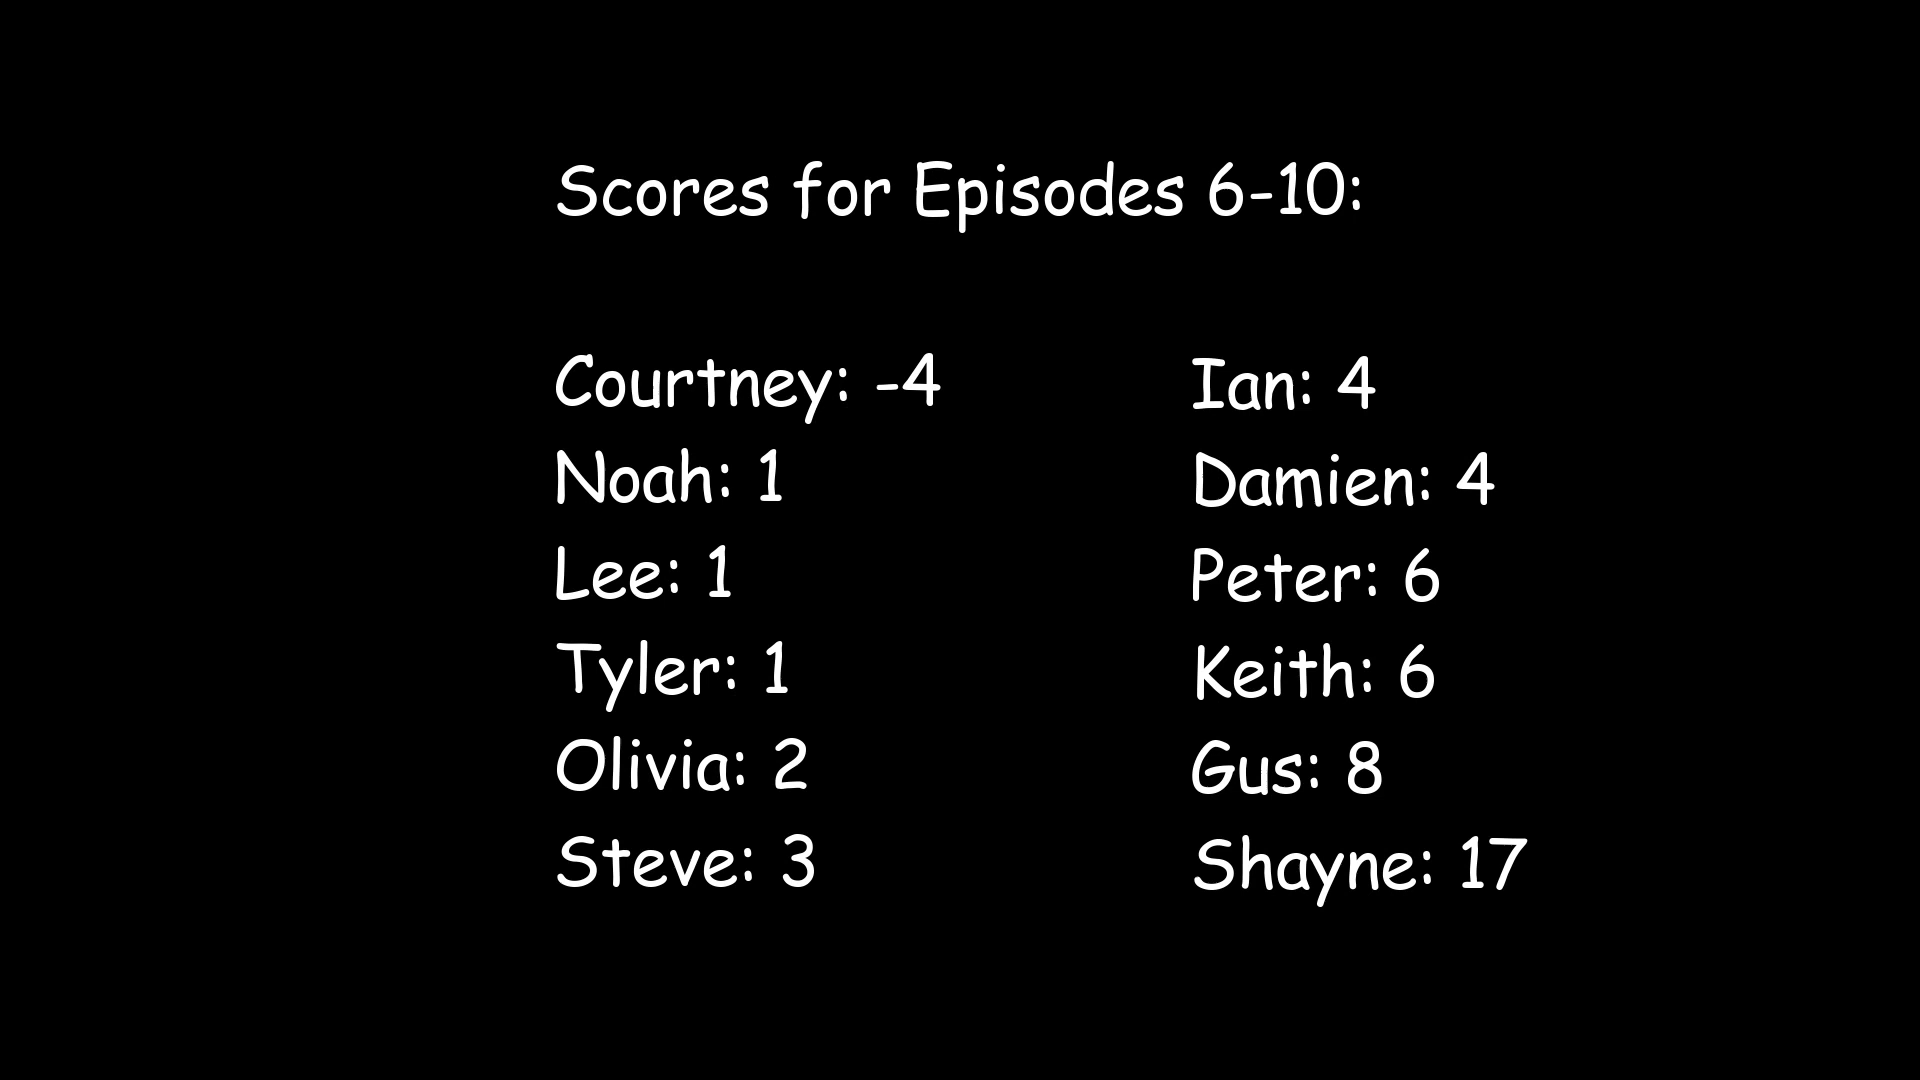 Scores for Episodes 6-10:
Courtney: -4
Noah: 1
Lee: 1
Tyler: 1
Olivia: 2
Steve: 3
Ian: 4
Damien: 4
Peter: 6
Keith: 6
Gus: 8
Shayne: 17